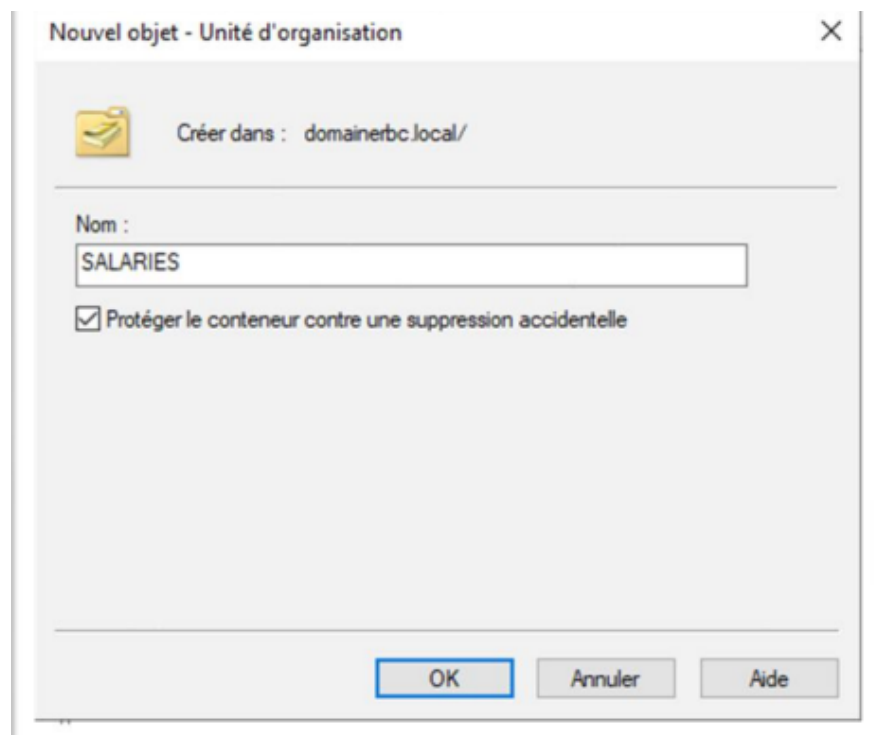 Nouvel objet - Unité d'organisation
Créer dans : domainerbc.local/
Nom :
SALARIES
Protéger le conteneur contre une suppression accidentelle
OK Annuler Aide